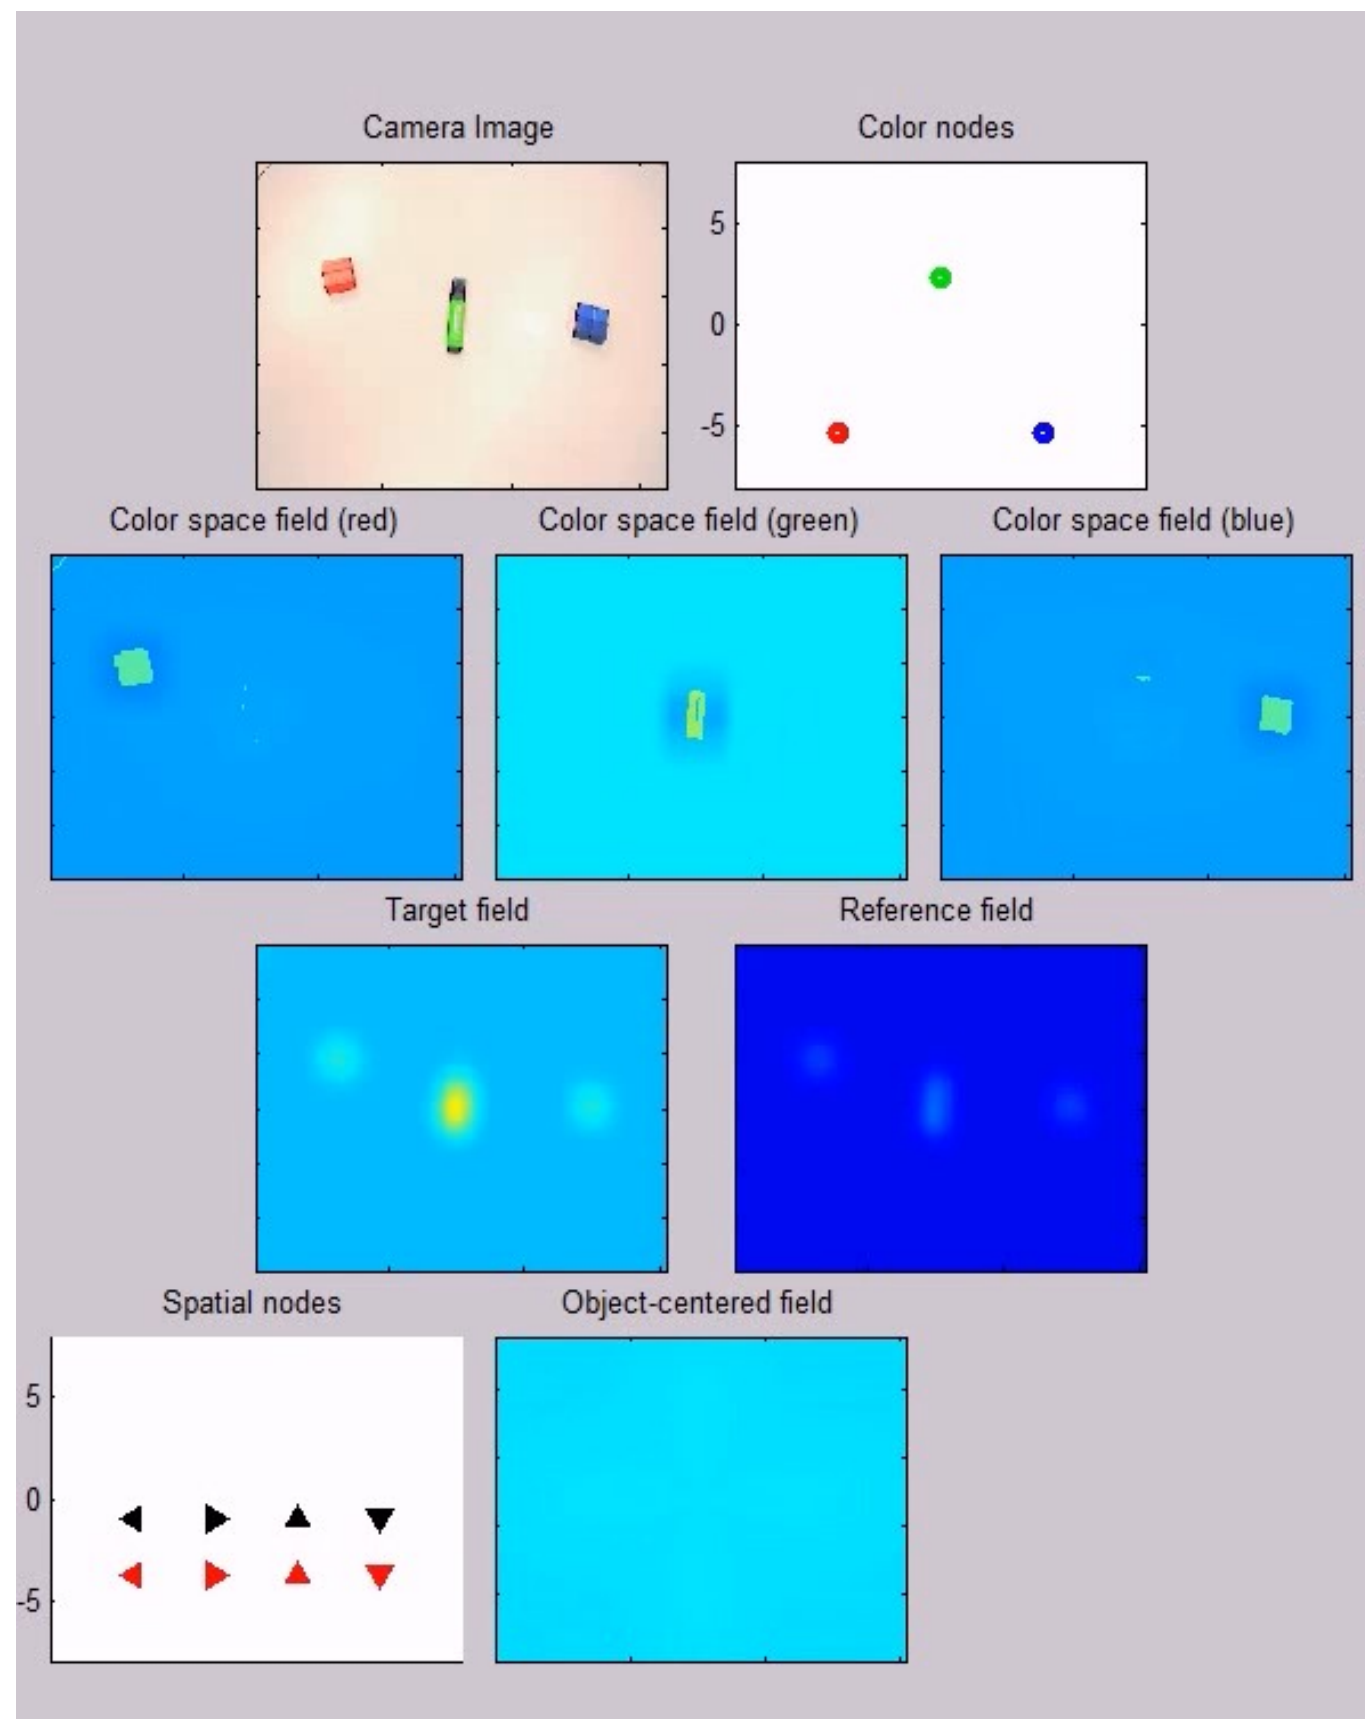 Camera Image
Color nodes
5
0
-5
Color space field (red)
Color space field (green)
Color space field (blue)
Target field
Reference field
Spatial nodes
Object-centered field
5
0
-5